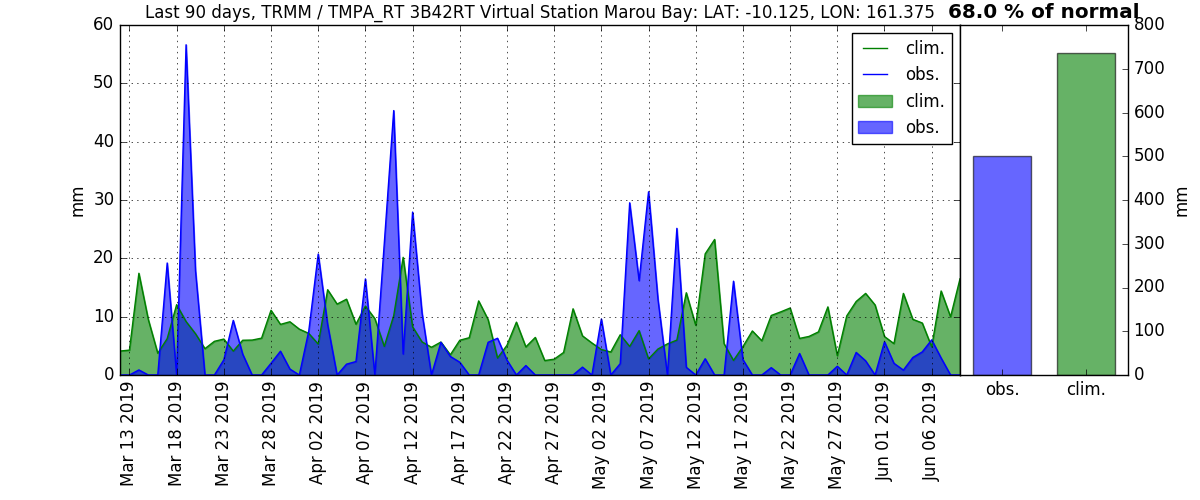 Last 90 days, TRMM / TMPA_RT 3B42RT Virtual Station Marou Bay: LAT: -10.125, LON: 161.375 68.0 % of normal
60
50
40
30
20
10
0
mm
clim.
obs.
clim.
obs.
Mar 13 2019
Mar 18 2019
Mar 23 2019
Mar 28 2019
Apr 02 2019
Apr 07 2019
Apr 12 2019
Apr 17 2019
Apr 22 2019
Apr 27 2019
May 02 2019
May 07 2019
May 12 2019
May 17 2019
May 22 2019
May 27 2019
Jun 01 2019
Jun 06 2019
800
700
600
500
400
300
200
100
0
mm
obs.
clim.